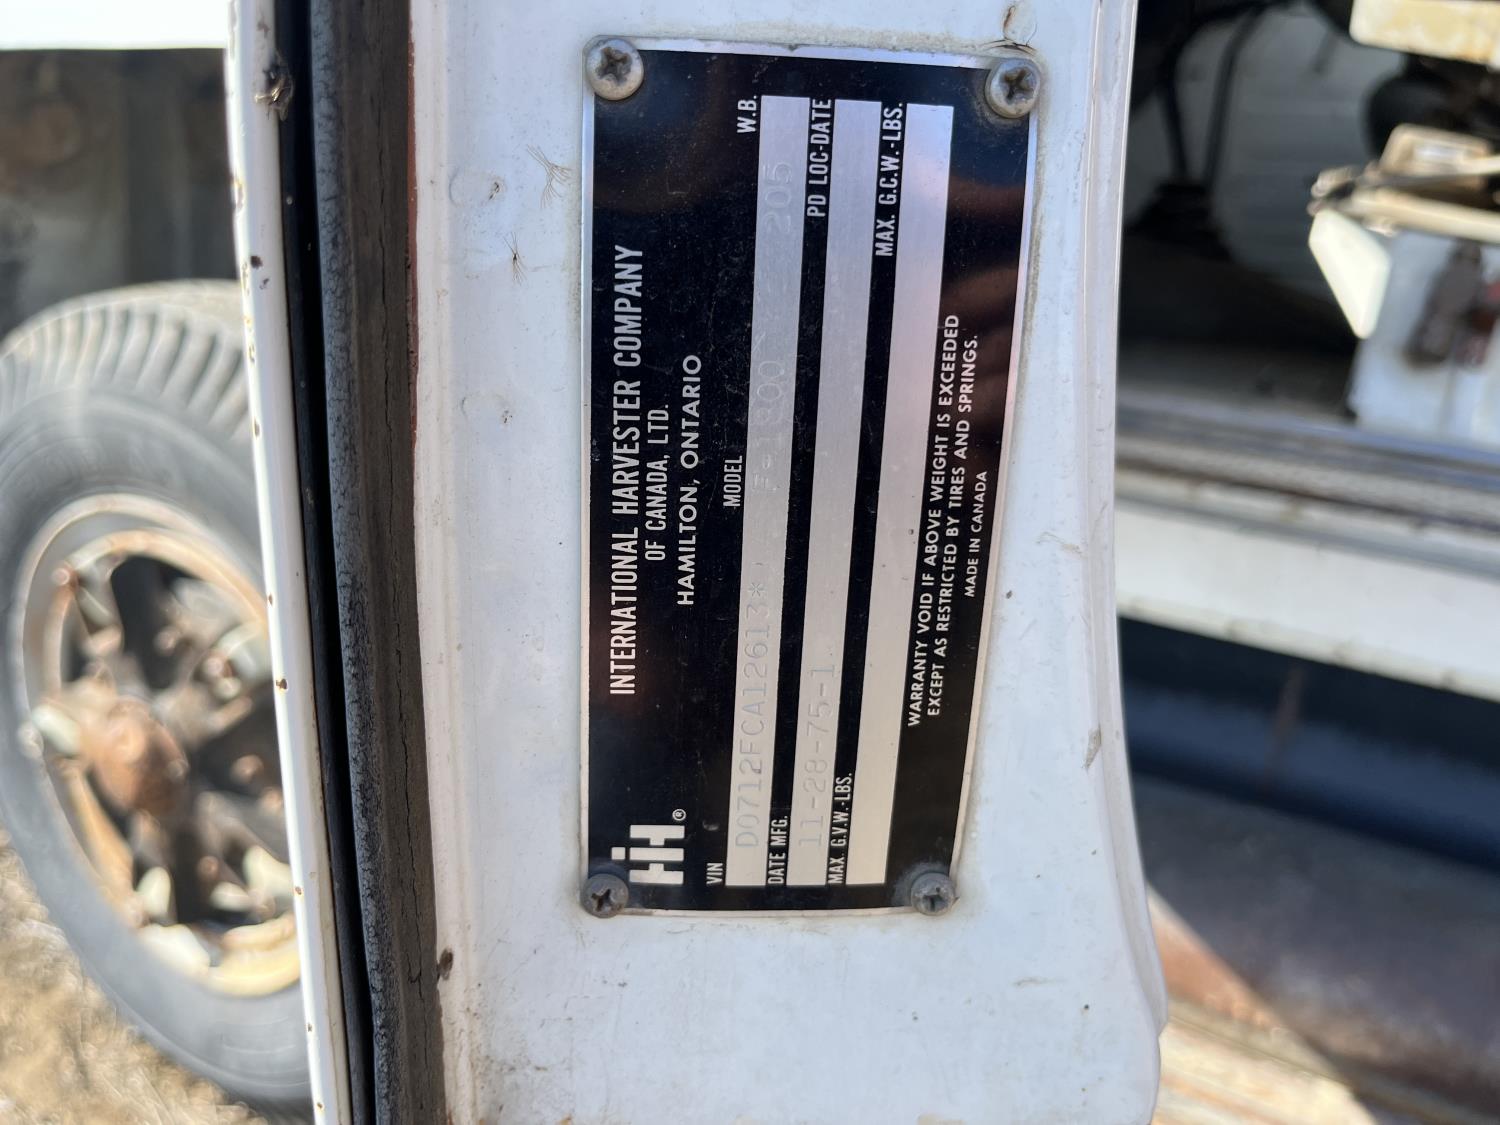 IH®
INTERNATIONAL HARVESTER COMPANY
OF CANADA, LTD.
HAMILTON, ONTARIO
VIN MODEL W.B.
D0712FCA12613* F-1800 205
DATE MFG. PD LOC-DATE
11-28-75-1
MAX. G.V.W.-LBS. MAX. G.C.W.-LBS.
WARRANTY VOID IF ABOVE WEIGHT IS EXCEEDED
EXCEPT AS RESTRICTED BY TIRES AND SPRINGS.
MADE IN CANADA